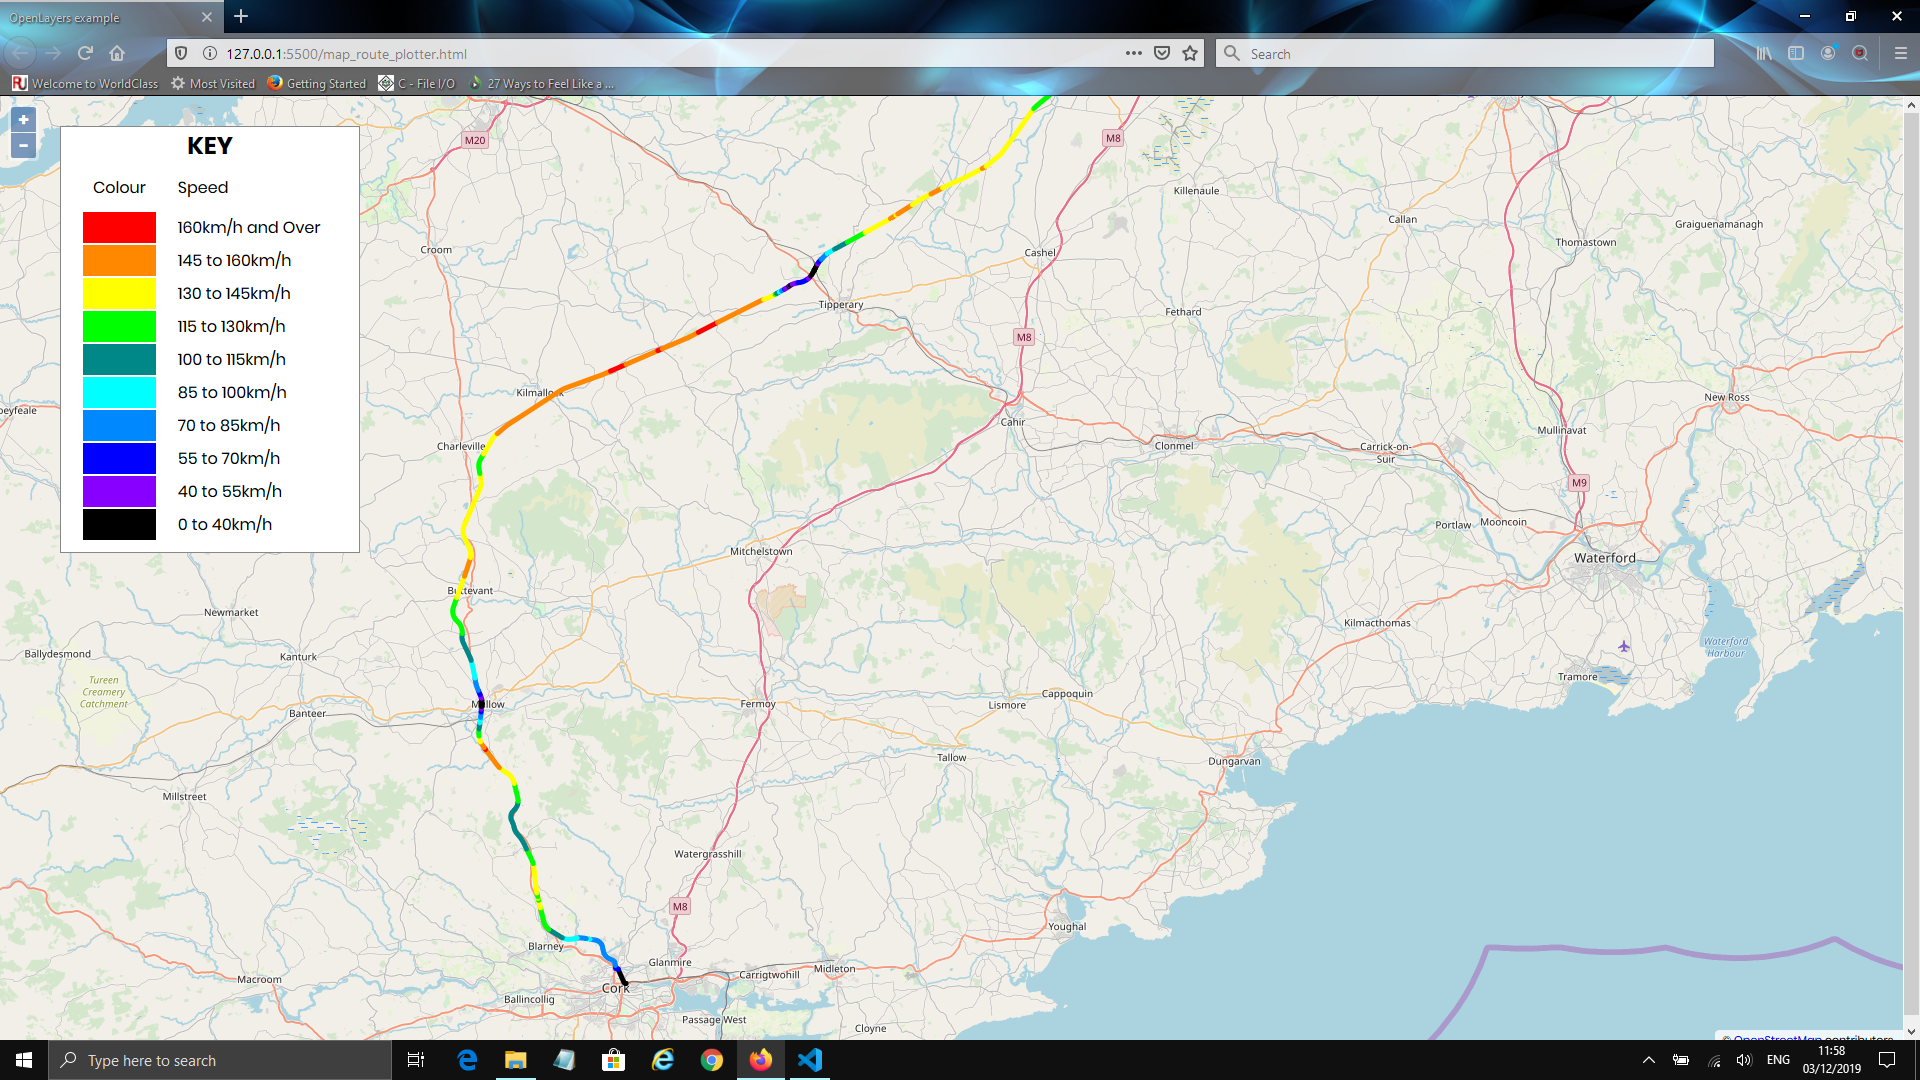 OpenLayers example
127.0.0.1:5500/map_route_plotter.html
Search
Welcome to WorldClass
Most Visited
Getting Started
C - File I/O
27 Ways to Feel Like a ...
+
−
KEY
Colour Speed
160km/h and Over
145 to 160km/h
130 to 145km/h
115 to 130km/h
100 to 115km/h
85 to 100km/h
70 to 85km/h
55 to 70km/h
40 to 55km/h
0 to 40km/h
M20
M8
Killenaule
Callan
Graiguenamanagh
Thomastown
Croom
Cashel
Tipperary
Fethard
M8
Kilmallock
New Ross
Cahir
Mullinavat
Charleville
Clonmel
Carrick-on-
Suir
M9
Portlaw
Mooncoin
Mitchelstown
Waterford
Buttevant
Newmarket
Kilmacthomas
Ballydesmond
Kanturk
Waterford
Harbour
Tramore
Tureen
Creamery
Catchment
Cappoquin
Mallow
Fermoy
Lismore
Banteer
Tallow
Dungarvan
Millstreet
Watergrasshill
M8
Youghal
Blarney
Glanmire
Carrigtwohill
Midleton
Macroom
Cork
Ballincollig
Passage West
Cloyne
© OpenStreetMap contributors.
Type here to search
ENG
11:58
03/12/2019